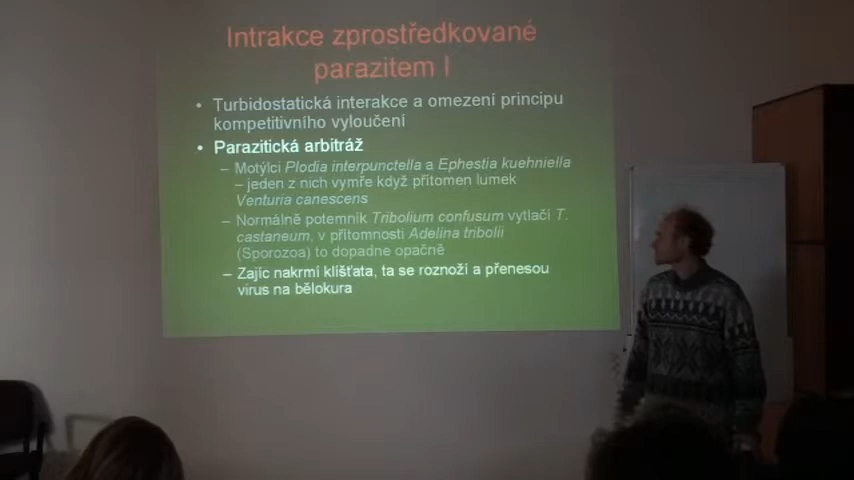 Intrakce zprostředkované
parazitem I
• Turbidostatická interakce a omezení principu
kompetitivního vyloučení
• Parazitická arbitráž
– Motýlci Plodia interpunctella a Ephestia kuehniella
– jeden z nich vymře když přítomen lumek
Venturia canescens
– Normálně potemník Tribolium confusum vytlačí T.
castaneum, v přítomnosti Adelina tribolii
(Sporozoa) to dopadne opačně
– Zajíc nakrmí klíšťata, ta se roznoží a přenesou
virus na bělokura